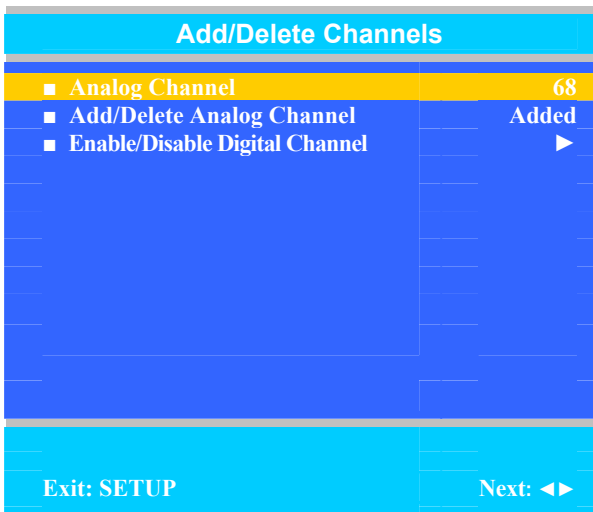 Add/Delete Channels
■ Analog Channel 68
■ Add/Delete Analog Channel Added
■ Enable/Disable Digital Channel ►
Exit: SETUP Next: ◄►